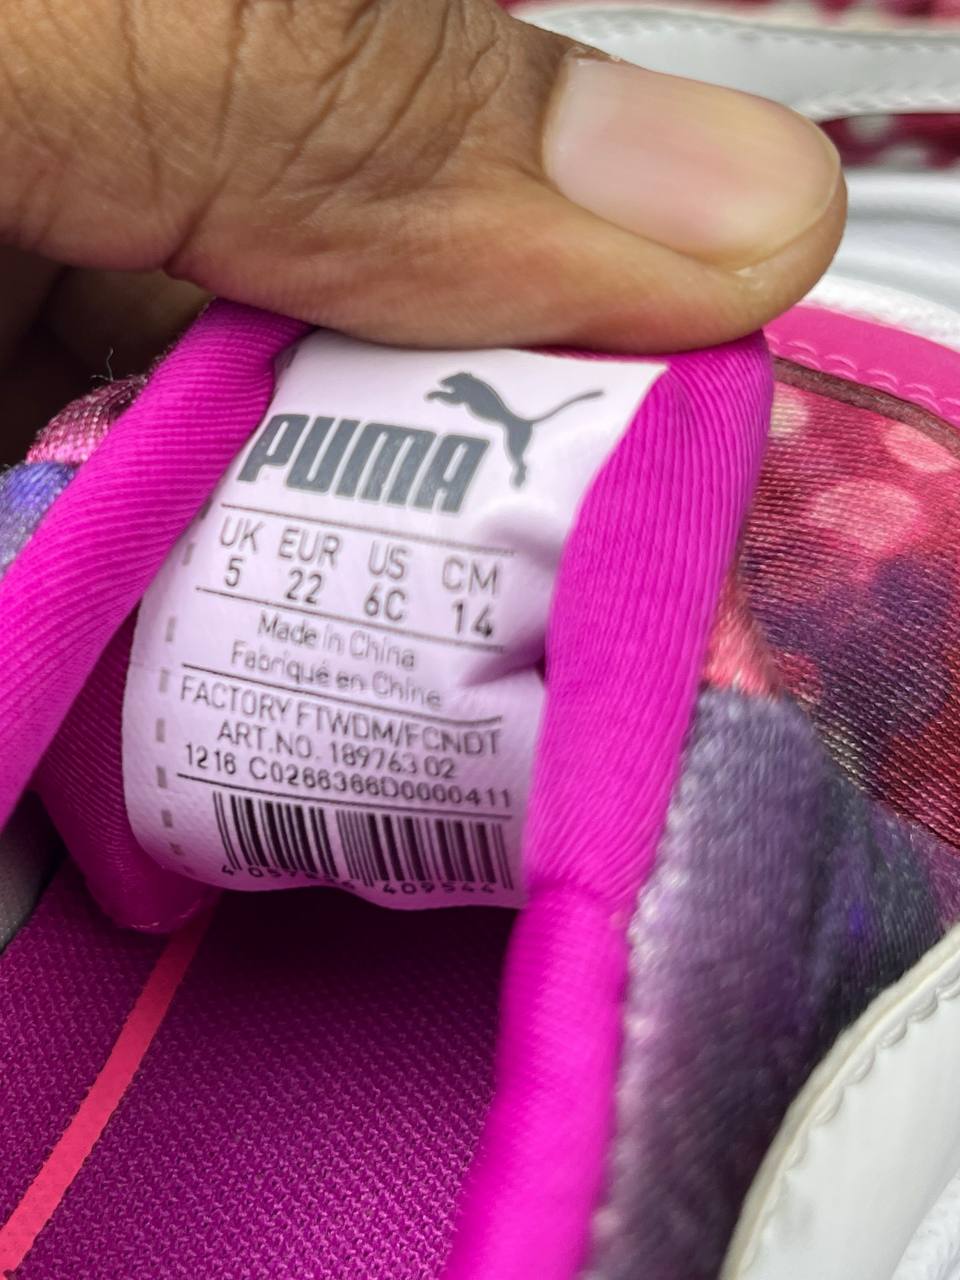 PUMA
UK EUR US CM
5 22 6C 14
Made in China
Fabriqué en Chine
FACTORY FTWDM/FCNDT
ART.NO. 189763 02
1216 C0266366D0000411
409544